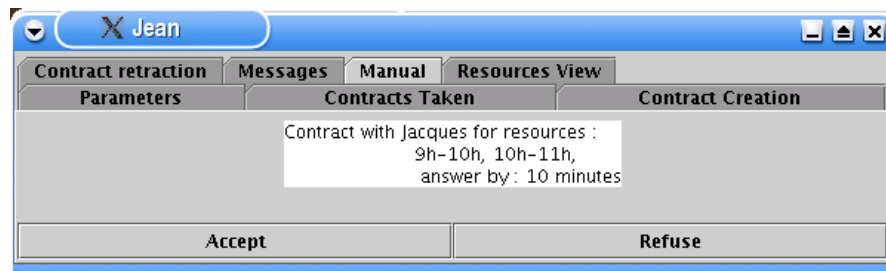 Jean
Contract retraction Messages Manual Resources View
Parameters Contracts Taken Contract Creation
Contract with Jacques for resources :
9h-10h, 10h-11h,
answer by : 10 minutes
Accept Refuse